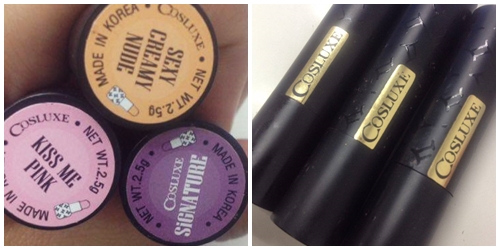 MADE IN KOREA • NET WT. 2.5g
SEXY
CREAMY
NUDE
COSLUXE • NET WT. 2.5g
KISS ME
PINK
MADE IN
NET WT. 2.5g • MADE IN KOREA
COSLUXE
SiGNATURE
COSLUXE
COSLUXE
COSLUXE